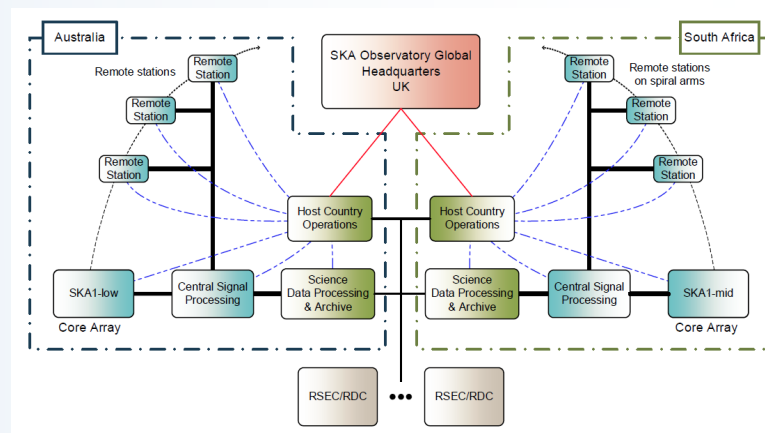 Australia
South Africa
SKA Observatory Global
Headquarters
UK
Remote stations
Remote
Station
Remote
Station
Remote
Station
Remote
Station
Remote stations
on spiral arms
Remote
Station
Remote
Station
Host Country
Operations
Host Country
Operations
SKA1-low
Central Signal
Processing
Science
Data Processing
& Archive
Science
Data Processing
& Archive
Central Signal
Processing
SKA1-mid
Core Array
Core Array
RSEC/RDC
RSEC/RDC